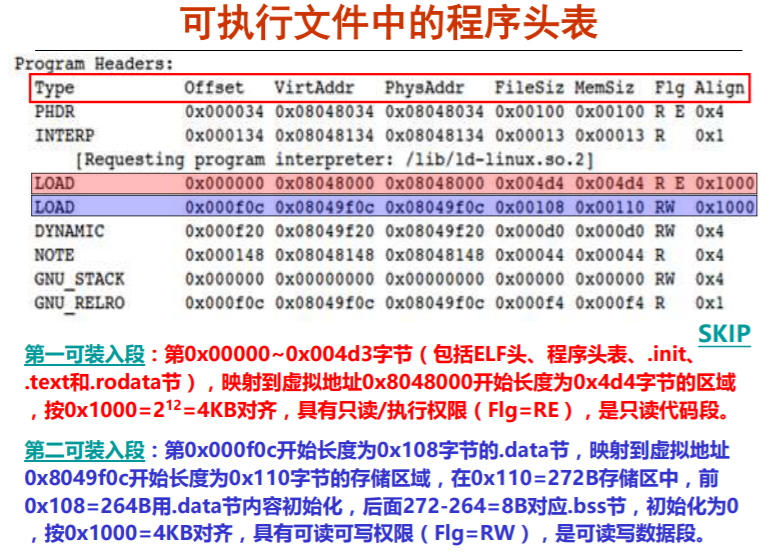 可执行文件中的程序头表
Program Headers:
Type Offset VirtAddr PhysAddr FileSiz MemSiz Flg Align
PHDR 0x000034 0x08048034 0x08048034 0x00100 0x00100 R E 0x4
INTERP 0x000134 0x08048134 0x08048134 0x00013 0x00013 R 0x1
[Requesting program interpreter: /lib/ld-linux.so.2]
LOAD 0x000000 0x08048000 0x08048000 0x004d4 0x004d4 R E 0x1000
LOAD 0x000f0c 0x08049f0c 0x08049f0c 0x00108 0x00110 RW 0x1000
DYNAMIC 0x000f20 0x08049f20 0x08049f20 0x000d0 0x000d0 RW 0x4
NOTE 0x000148 0x08048148 0x08048148 0x00044 0x00044 R 0x4
GNU_STACK 0x000000 0x00000000 0x00000000 0x00000 0x00000 RW 0x4
GNU_RELRO 0x000f0c 0x08049f0c 0x08049f0c 0x000f4 0x000f4 R 0x1
SKIP
第一可装入段：第0x00000~0x004d3字节（包括ELF头、程序头表、.init、
.text和.rodata节），映射到虚拟地址0x8048000开始长度为0x4d4字节的区域
，按0x1000=2¹²=4KB对齐，具有只读/执行权限（Flg=RE），是只读代码段。
第二可装入段：第0x000f0c开始长度为0x108字节的.data节，映射到虚拟地址
0x8049f0c开始长度为0x110字节的存储区域，在0x110=272B存储区中，前
0x108=264B用.data节内容初始化，后面272-264=8B对应.bss节，初始化为0
，按0x1000=4KB对齐，具有可读可写权限（Flg=RW），是可读写数据段。